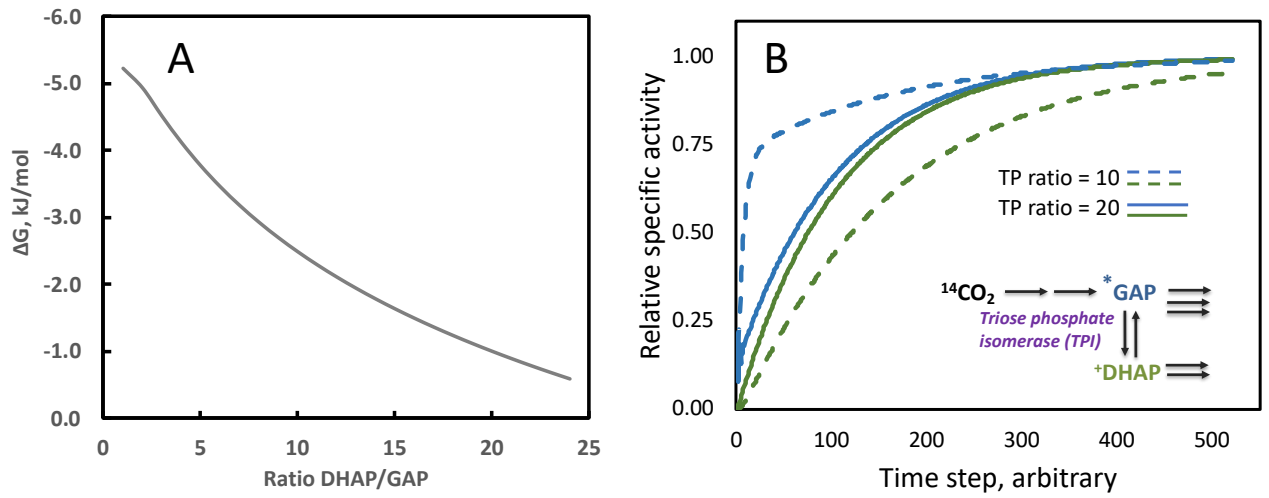 A
-6.0
-5.0
-4.0
-3.0
-2.0
-1.0
0.0
ΔG, kJ/mol
0 5 10 15 20 25
Ratio DHAP/GAP
B
1.00
0.75
0.50
0.25
0.00
Relative specific activity
TP ratio = 10
TP ratio = 20
¹⁴CO₂
*GAP
Triose phosphate
isomerase (TPI)
⁺DHAP
0 100 200 300 400 500
Time step, arbitrary